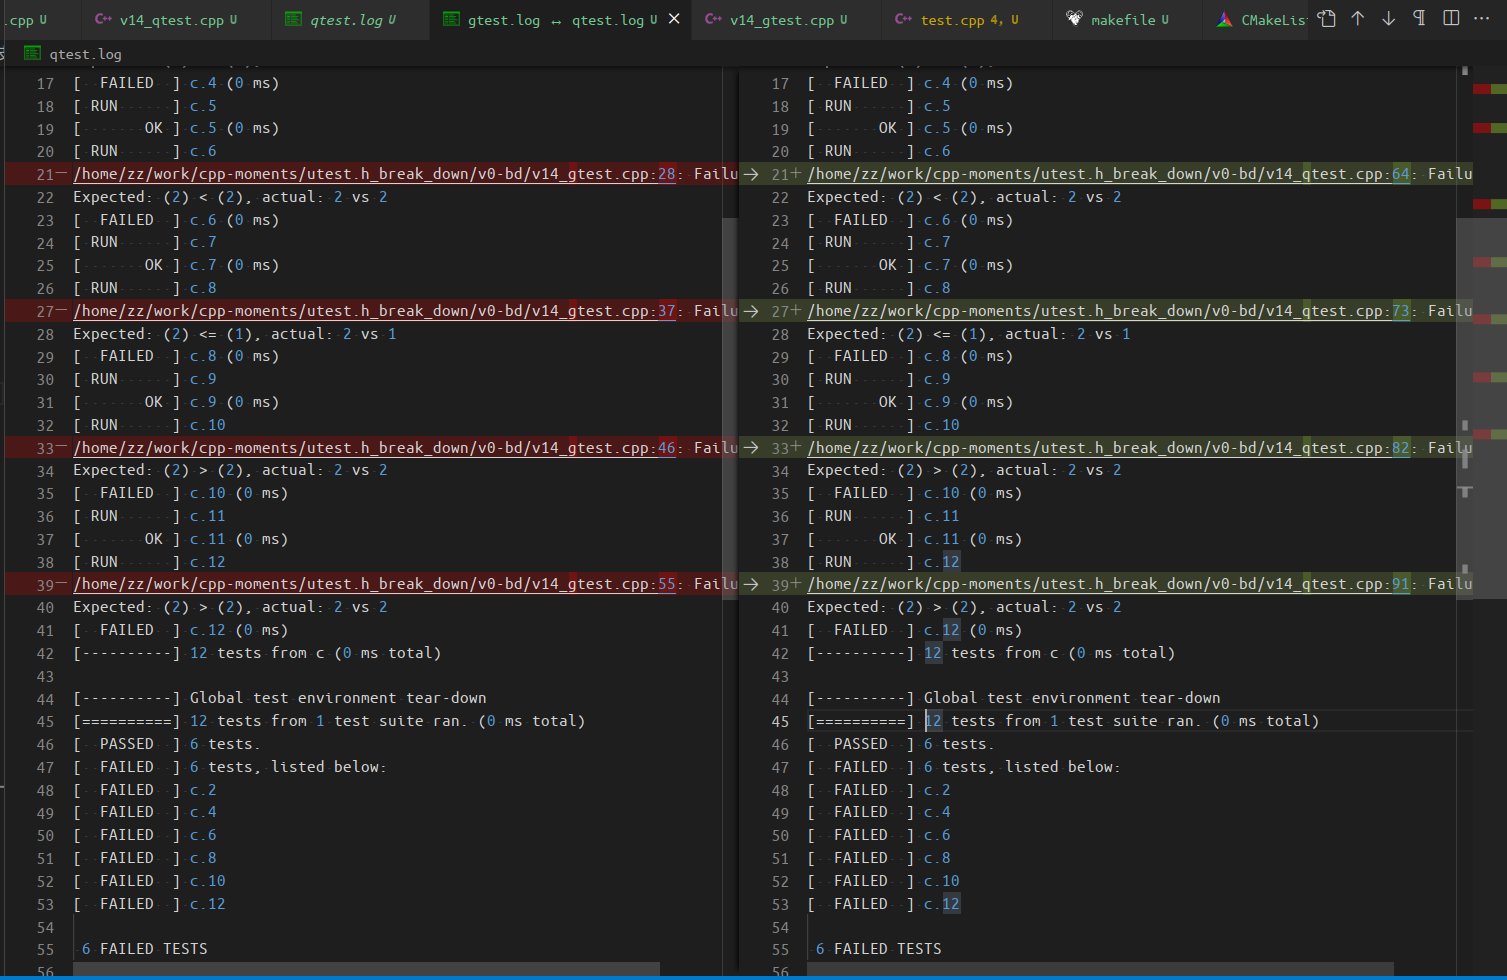 .cpp U C++ v14_qtest.cpp U qtest.log U gtest.log ↔ qtest.log U × C++ v14_gtest.cpp U C++ test.cpp 4, U makefile U CMakeLis
qtest.log
17 [  FAILED  ] c.4 (0 ms)
18 [ RUN      ] c.5
19 [       OK ] c.5 (0 ms)
20 [ RUN      ] c.6
21 /home/zz/work/cpp-moments/utest.h_break_down/v0-bd/v14_gtest.cpp:28: Failu
22 Expected: (2) < (2), actual: 2 vs 2
23 [  FAILED  ] c.6 (0 ms)
24 [ RUN      ] c.7
25 [       OK ] c.7 (0 ms)
26 [ RUN      ] c.8
27 /home/zz/work/cpp-moments/utest.h_break_down/v0-bd/v14_gtest.cpp:37: Failu
28 Expected: (2) <= (1), actual: 2 vs 1
29 [  FAILED  ] c.8 (0 ms)
30 [ RUN      ] c.9
31 [       OK ] c.9 (0 ms)
32 [ RUN      ] c.10
33 /home/zz/work/cpp-moments/utest.h_break_down/v0-bd/v14_gtest.cpp:46: Failu
34 Expected: (2) > (2), actual: 2 vs 2
35 [  FAILED  ] c.10 (0 ms)
36 [ RUN      ] c.11
37 [       OK ] c.11 (0 ms)
38 [ RUN      ] c.12
39 /home/zz/work/cpp-moments/utest.h_break_down/v0-bd/v14_gtest.cpp:55: Failu
40 Expected: (2) > (2), actual: 2 vs 2
41 [  FAILED  ] c.12 (0 ms)
42 [----------] 12 tests from c (0 ms total)
43
44 [----------] Global test environment tear-down
45 [==========] 12 tests from 1 test suite ran. (0 ms total)
46 [  PASSED  ] 6 tests.
47 [  FAILED  ] 6 tests, listed below:
48 [  FAILED  ] c.2
49 [  FAILED  ] c.4
50 [  FAILED  ] c.6
51 [  FAILED  ] c.8
52 [  FAILED  ] c.10
53 [  FAILED  ] c.12
54
55  6 FAILED TESTS
56
17 [  FAILED  ] c.4 (0 ms)
18 [ RUN      ] c.5
19 [       OK ] c.5 (0 ms)
20 [ RUN      ] c.6
21+ /home/zz/work/cpp-moments/utest.h_break_down/v0-bd/v14_qtest.cpp:64: Failu
22 Expected: (2) < (2), actual: 2 vs 2
23 [  FAILED  ] c.6 (0 ms)
24 [ RUN      ] c.7
25 [       OK ] c.7 (0 ms)
26 [ RUN      ] c.8
27+ /home/zz/work/cpp-moments/utest.h_break_down/v0-bd/v14_qtest.cpp:73: Failu
28 Expected: (2) <= (1), actual: 2 vs 1
29 [  FAILED  ] c.8 (0 ms)
30 [ RUN      ] c.9
31 [       OK ] c.9 (0 ms)
32 [ RUN      ] c.10
33+ /home/zz/work/cpp-moments/utest.h_break_down/v0-bd/v14_qtest.cpp:82: Failu
34 Expected: (2) > (2), actual: 2 vs 2
35 [  FAILED  ] c.10 (0 ms)
36 [ RUN      ] c.11
37 [       OK ] c.11 (0 ms)
38 [ RUN      ] c.12
39+ /home/zz/work/cpp-moments/utest.h_break_down/v0-bd/v14_qtest.cpp:91: Failu
40 Expected: (2) > (2), actual: 2 vs 2
41 [  FAILED  ] c.12 (0 ms)
42 [----------] 12 tests from c (0 ms total)
43
44 [----------] Global test environment tear-down
45 [==========] 12 tests from 1 test suite ran. (0 ms total)
46 [  PASSED  ] 6 tests.
47 [  FAILED  ] 6 tests, listed below:
48 [  FAILED  ] c.2
49 [  FAILED  ] c.4
50 [  FAILED  ] c.6
51 [  FAILED  ] c.8
52 [  FAILED  ] c.10
53 [  FAILED  ] c.12
54
55  6 FAILED TESTS
56